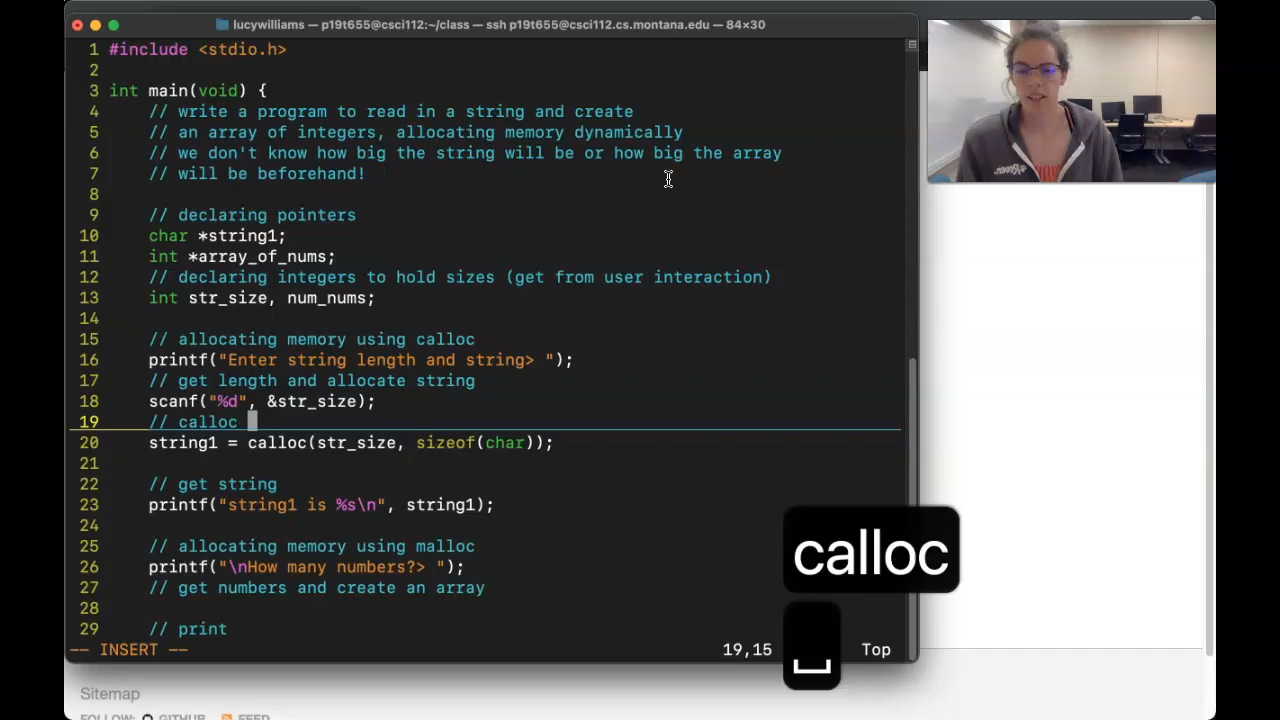 lucywilliams — p19t655@csci112:~/class — ssh p19t655@csci112.cs.montana.edu — 84×30
1 #include <stdio.h>
2
3 int main(void) {
4 // write a program to read in a string and create
5 // an array of integers, allocating memory dynamically
6 // we don't know how big the string will be or how big the array
7 // will be beforehand!
8
9 // declaring pointers
10 char *string1;
11 int *array_of_nums;
12 // declaring integers to hold sizes (get from user interaction)
13 int str_size, num_nums;
14
15 // allocating memory using calloc
16 printf("Enter string length and string> ");
17 // get length and allocate string
18 scanf("%d", &str_size);
19 // calloc
20 string1 = calloc(str_size, sizeof(char));
21
22 // get string
23 printf("string1 is %s\n", string1);
24
25 // allocating memory using malloc
26 printf("\nHow many numbers?> ");
27 // get numbers and create an array
28
29 // print
-- INSERT -- 19,15 Top
calloc
Sitemap
FOLLOW: GITHUB FEED